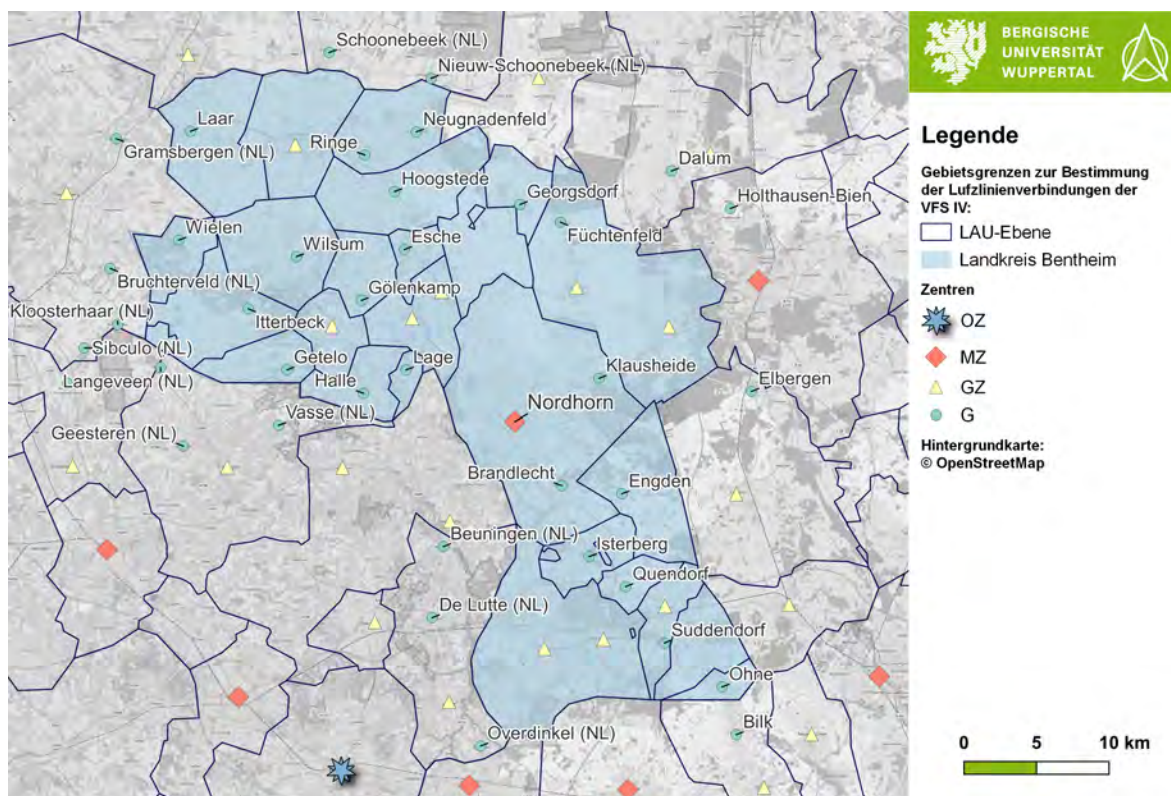 Schoonebeek (NL)
Nieuw-Schoonebeek (NL)
Laar
Neugnadenfeld
Gramsbergen (NL)
Ringe
Dalum
Hoogstede
Georgsdorf
Holthausen-Bien
Wielen
Wilsum
Esche
Füchtenfeld
Bruchterveld (NL)
Gölenkamp
Kloosterhaar (NL)
Itterbeck
Sibculo (NL)
Getelo
Lage
Klausheide
Langeveen (NL)
Halle
Elbergen
Vasse (NL)
Nordhorn
Geesteren (NL)
Brandlecht
Engden
Beuningen (NL)
Isterberg
Quendorf
De Lutte (NL)
Suddendorf
Ohne
Overdinkel (NL)
Bilk
BERGISCHE
UNIVERSITÄT
WUPPERTAL
Legende
Gebietsgrenzen zur Bestimmung
der Lufzlinienverbindungen der
VFS IV:
LAU-Ebene
Landkreis Bentheim
Zentren
OZ
MZ
GZ
G
Hintergrundkarte:
© OpenStreetMap
0 5 10 km